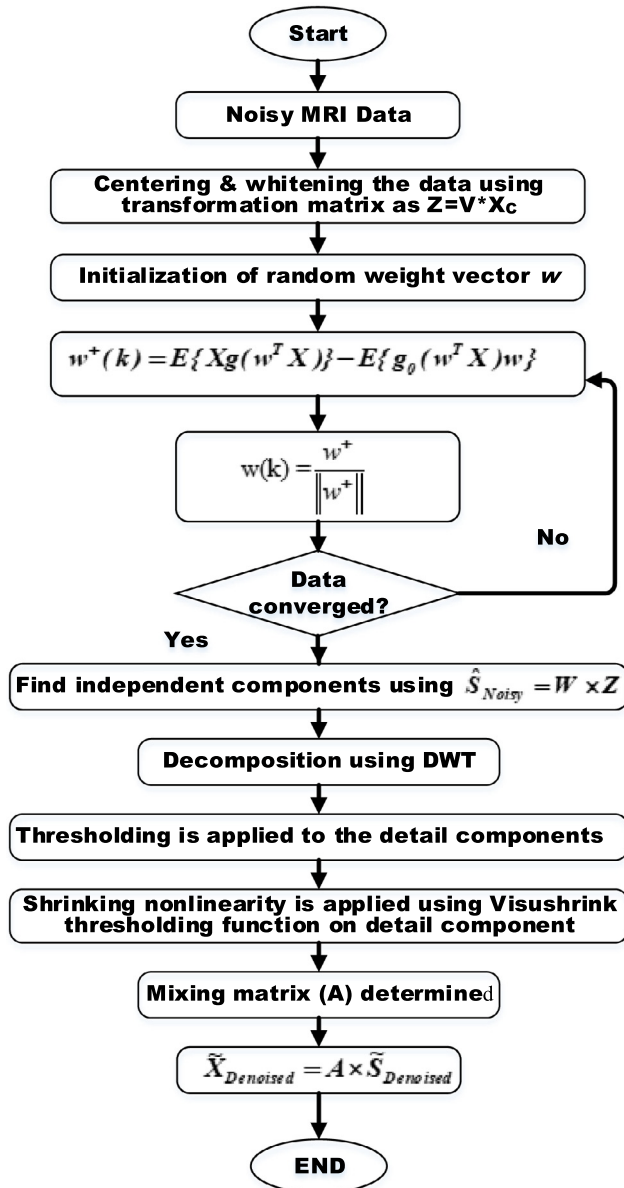 Start
Noisy MRI Data
Centering & whitening the data using
transformation matrix as Z=V*Xc
Initialization of random weight vector w
w⁺(k) = E{Xg(wᵀX)} − E{g₀(wᵀX)w}
w(k) = w⁺ / ‖w⁺‖
No
Data
converged?
Yes
Find independent components using Ŝ_Noisy = W × Z
Decomposition using DWT
Thresholding is applied to the detail components
Shrinking nonlinearity is applied using Visushrink
thresholding function on detail component
Mixing matrix (A) determined
X̃_Denoised = A × S̃_Denoised
END